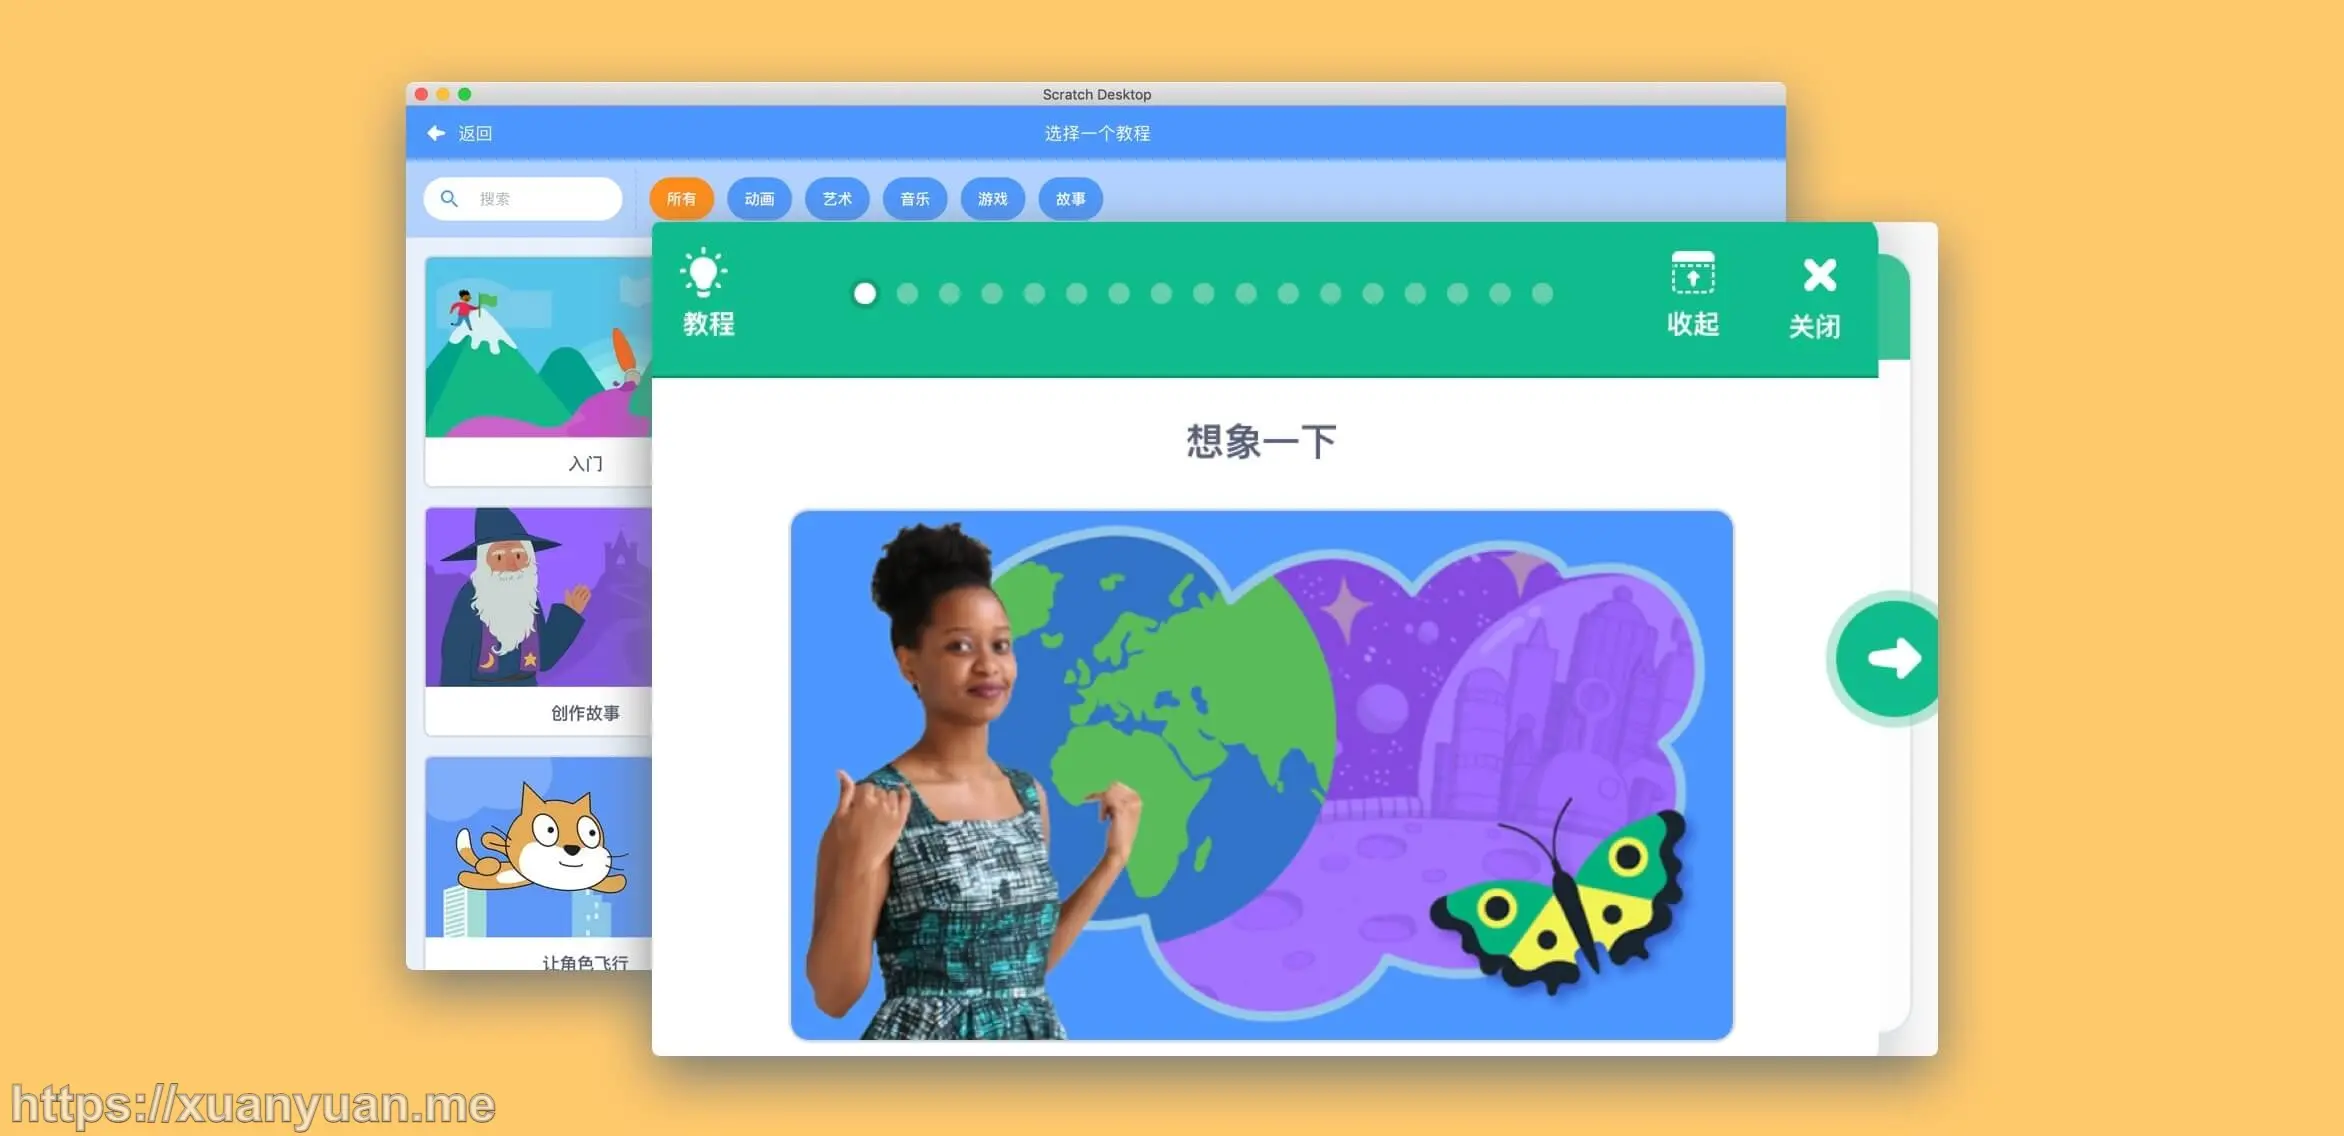 Scratch Desktop
返回
选择一个教程
搜索
所有
动画
艺术
音乐
游戏
故事
教程
收起
关闭
想象一下
入门
创作故事
让角色飞行
https://xuanyuan.me